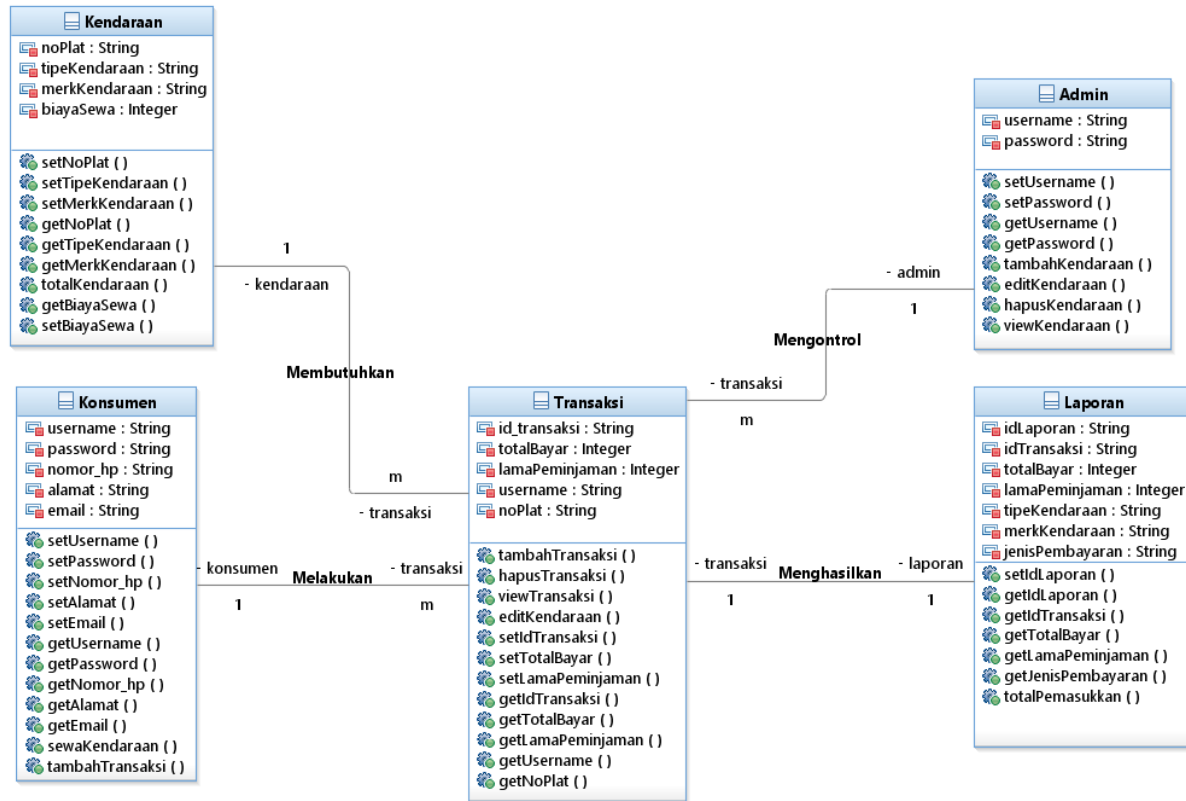 Kendaraan
noPlat : String
tipeKendaraan : String
merkKendaraan : String
biayaSewa : Integer
setNoPlat ( )
setTipeKendaraan ( )
setMerkKendaraan ( )
getNoPlat ( )
getTipeKendaraan ( )
getMerkKendaraan ( )
totalKendaraan ( )
getBiayaSewa ( )
setBiayaSewa ( )
1
- kendaraan
Membutuhkan
m
- transaksi
Admin
username : String
password : String
setUsername ( )
setPassword ( )
getUsername ( )
getPassword ( )
tambahKendaraan ( )
editKendaraan ( )
hapusKendaraan ( )
viewKendaraan ( )
- admin
1
Mengontrol
- transaksi
m
Konsumen
username : String
password : String
nomor_hp : String
alamat : String
email : String
setUsername ( )
setPassword ( )
setNomor_hp ( )
setAlamat ( )
setEmail ( )
getUsername ( )
getPassword ( )
getNomor_hp ( )
getAlamat ( )
getEmail ( )
sewaKendaraan ( )
tambahTransaksi ( )
- konsumen
1
Melakukan
- transaksi
m
Transaksi
id_transaksi : String
totalBayar : Integer
lamaPeminjaman : Integer
username : String
noPlat : String
tambahTransaksi ( )
hapusTransaksi ( )
viewTransaksi ( )
editKendaraan ( )
setIdTransaksi ( )
setTotalBayar ( )
setLamaPeminjaman ( )
getIdTransaksi ( )
getTotalBayar ( )
getLamaPeminjaman ( )
getUsername ( )
getNoPlat ( )
- transaksi
1
Menghasilkan
- laporan
1
Laporan
idLaporan : String
idTransaksi : String
totalBayar : Integer
lamaPeminjaman : Integer
tipeKendaraan : String
merkKendaraan : String
jenisPembayaran : String
setIdLaporan ( )
getIdLaporan ( )
getIdTransaksi ( )
getTotalBayar ( )
getLamaPeminjaman ( )
getJenisPembayaran ( )
totalPemasukkan ( )